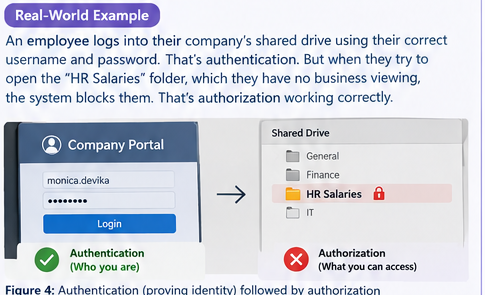 Real-World Example
An employee logs into their company's shared drive using their correct
username and password. That's authentication. But when they try to
open the "HR Salaries" folder, which they have no business viewing,
the system blocks them. That's authorization working correctly.
Company Portal
monica.devika
••••••••
Login
Authentication
(Who you are)
Shared Drive
General
Finance
HR Salaries
IT
Authorization
(What you can access)
Figure 4: Authentication (proving identity) followed by authorization